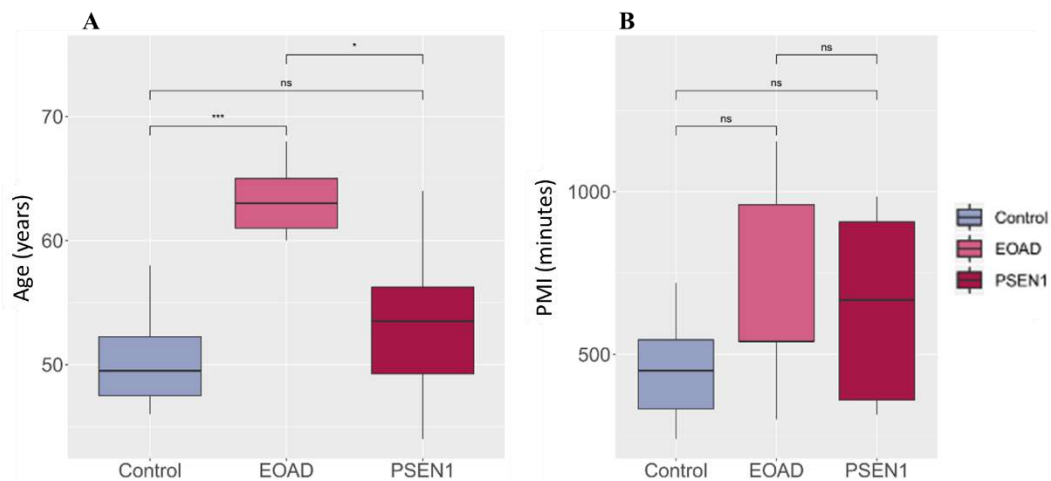 A
Age (years)
70
60
50
*
ns
***
Control
EOAD
PSEN1
B
PMI (minutes)
1000
500
ns
ns
ns
Control
EOAD
PSEN1
Control
EOAD
PSEN1